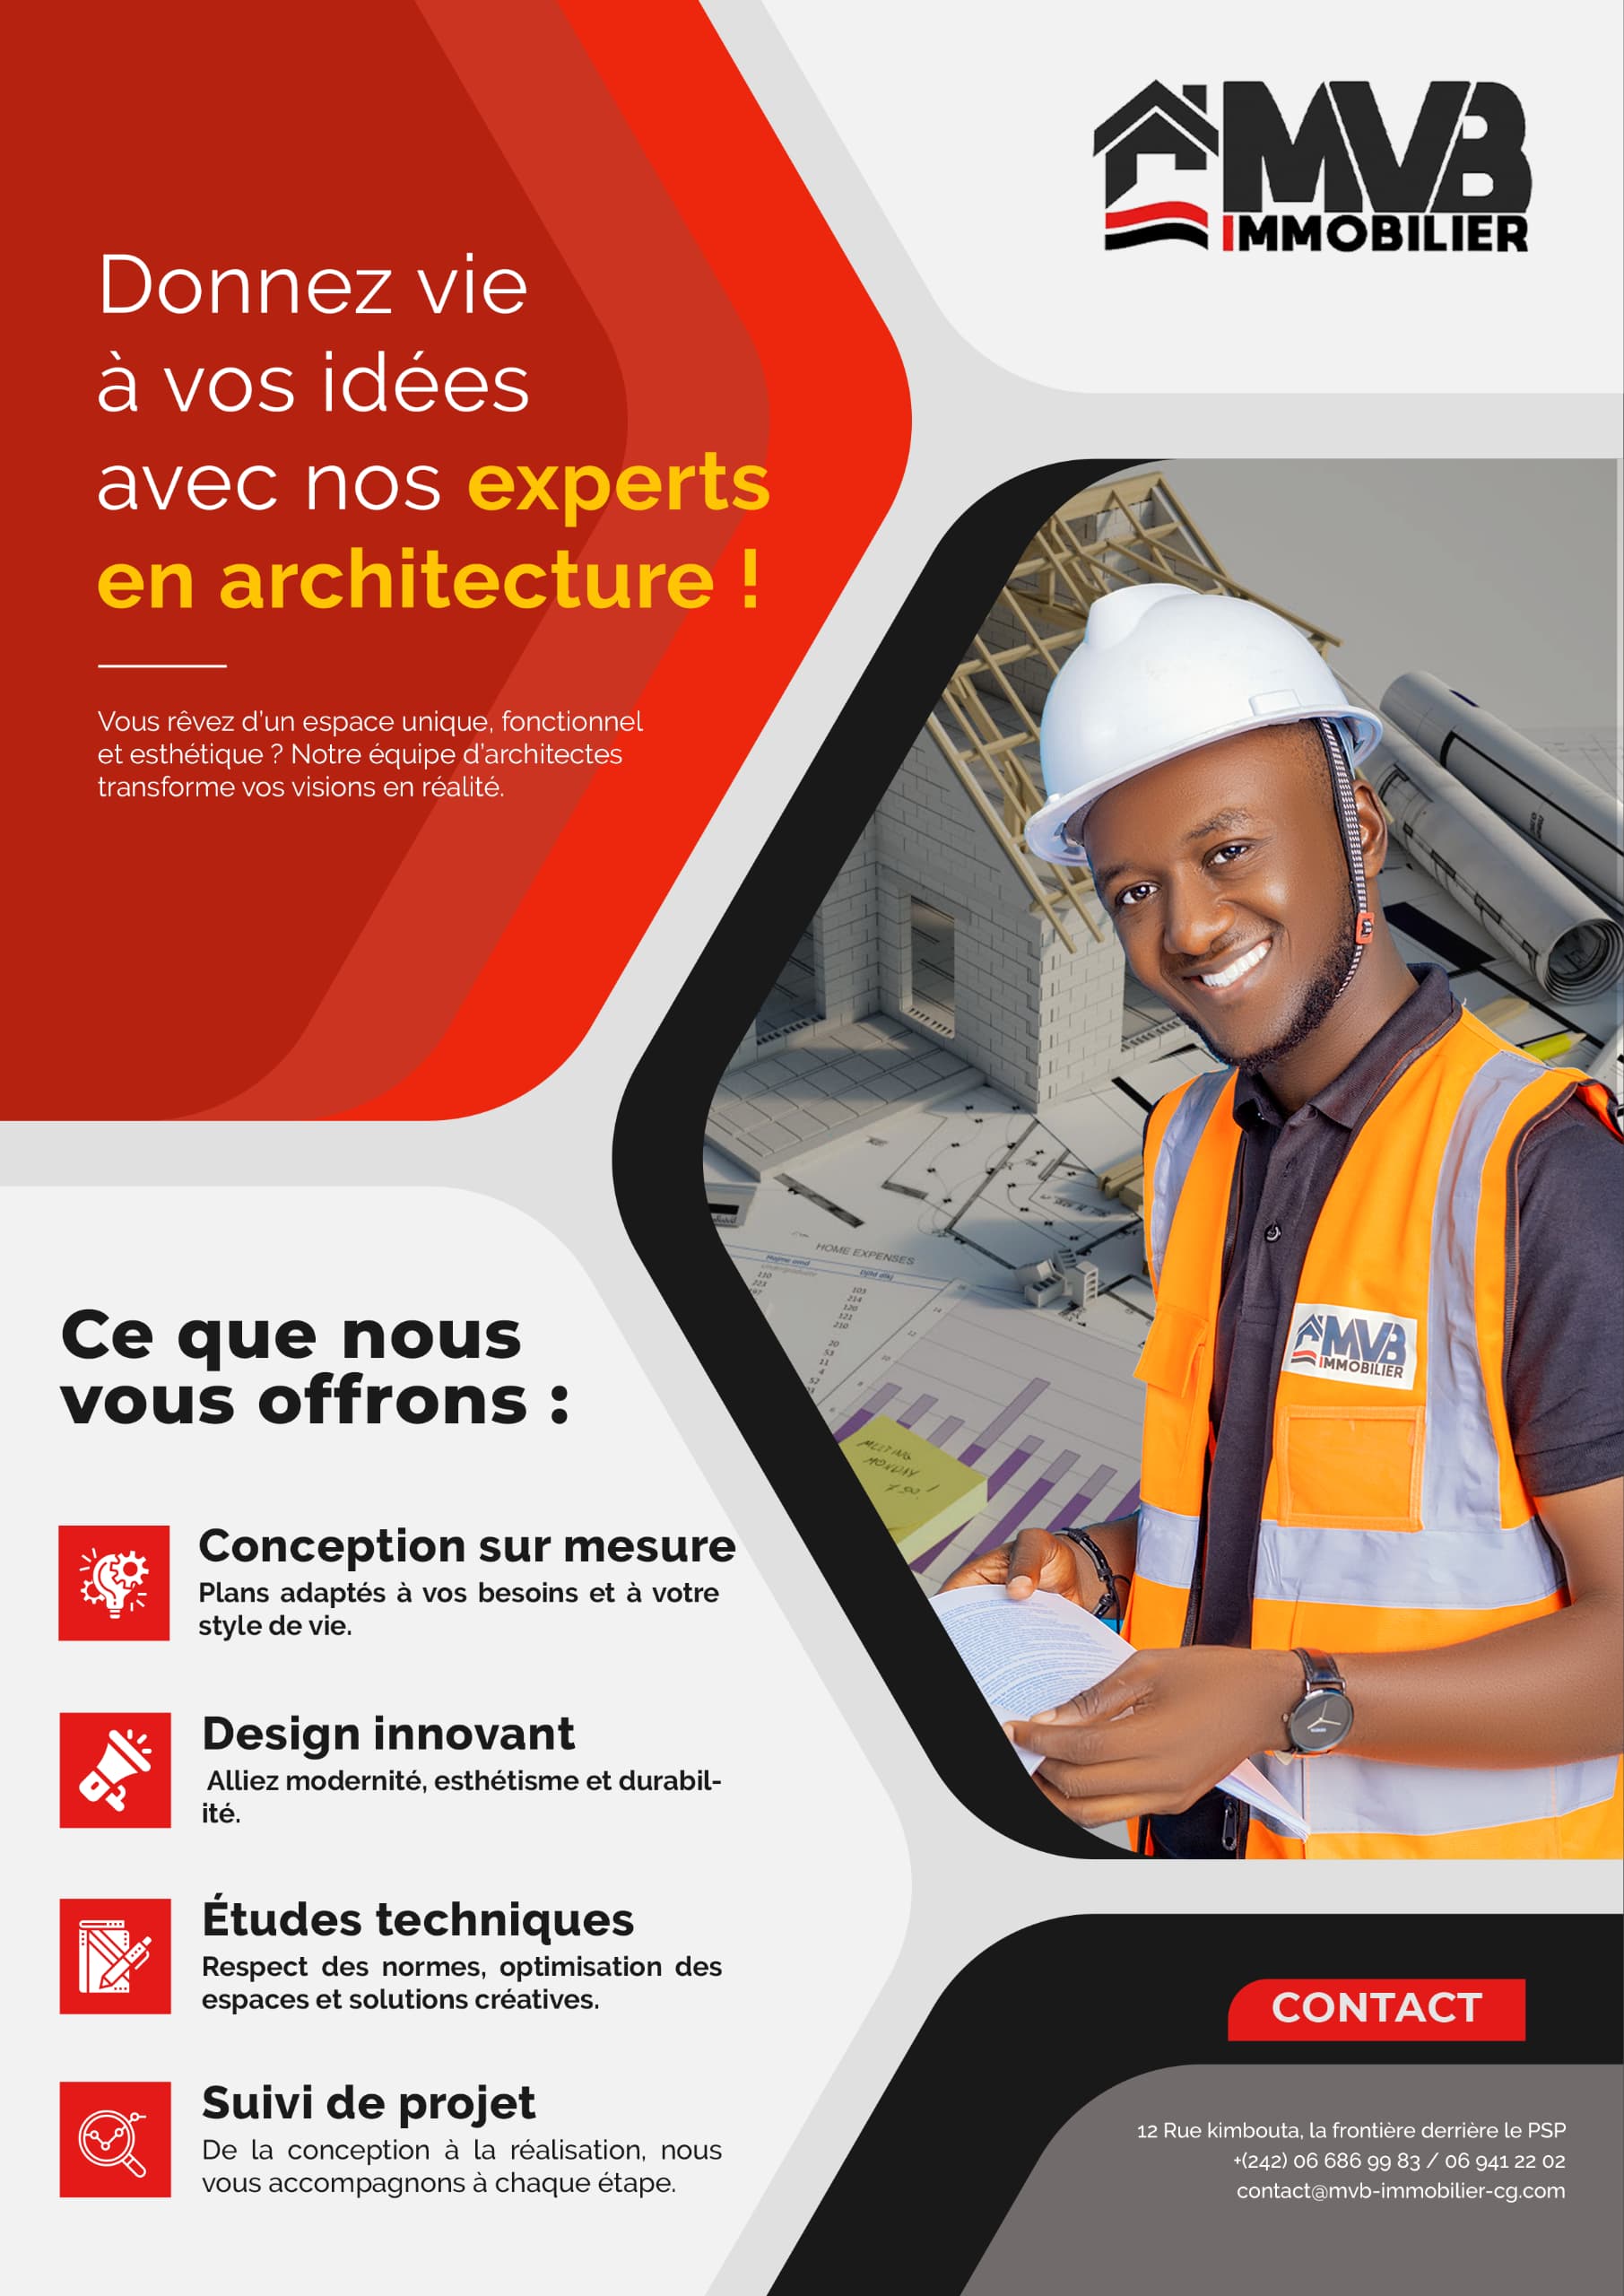 MVB
IMMOBILIER
Donnez vie
à vos idées
avec nos experts
en architecture !
Vous rêvez d'un espace unique, fonctionnel
et esthétique ? Notre équipe d'architectes
transforme vos visions en réalité.
HOME EXPENSES
MEETING
MONDAY
MVB
IMMOBILIER
Ce que nous
vous offrons :
Conception sur mesure
Plans adaptés à vos besoins et à votre
style de vie.
Design innovant
Alliez modernité, esthétisme et durabil-
ité.
Études techniques
Respect des normes, optimisation des
espaces et solutions créatives.
Suivi de projet
De la conception à la réalisation, nous
vous accompagnons à chaque étape.
CONTACT
12 Rue kimbouta, la frontière derrière le PSP
+(242) 06 686 99 83 / 06 941 22 02
contact@mvb-immobilier-cg.com